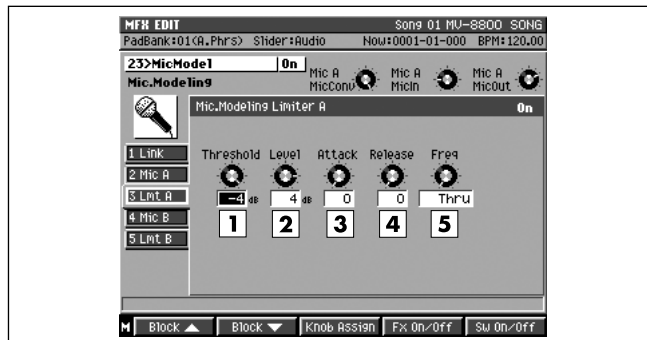 MFX EDIT Song 01 MV-8800 SONG
PadBank:01(A.Phrs) Slider:Audio Now:0001-01-000 BPM:120.00
23>MicModel On
Mic.Modeling
Mic A MicConv
Mic A MicIn
Mic A MicOut
Mic.Modeling Limiter A On
1 Link
2 Mic A
3 Lmt A
4 Mic B
5 Lmt B
Threshold Level Attack Release Freq
-4 dB 4 dB 0 0 Thru
1 2 3 4 5
M Block ▲ Block ▼ Knob Assign Fx On/Off Sw On/Off